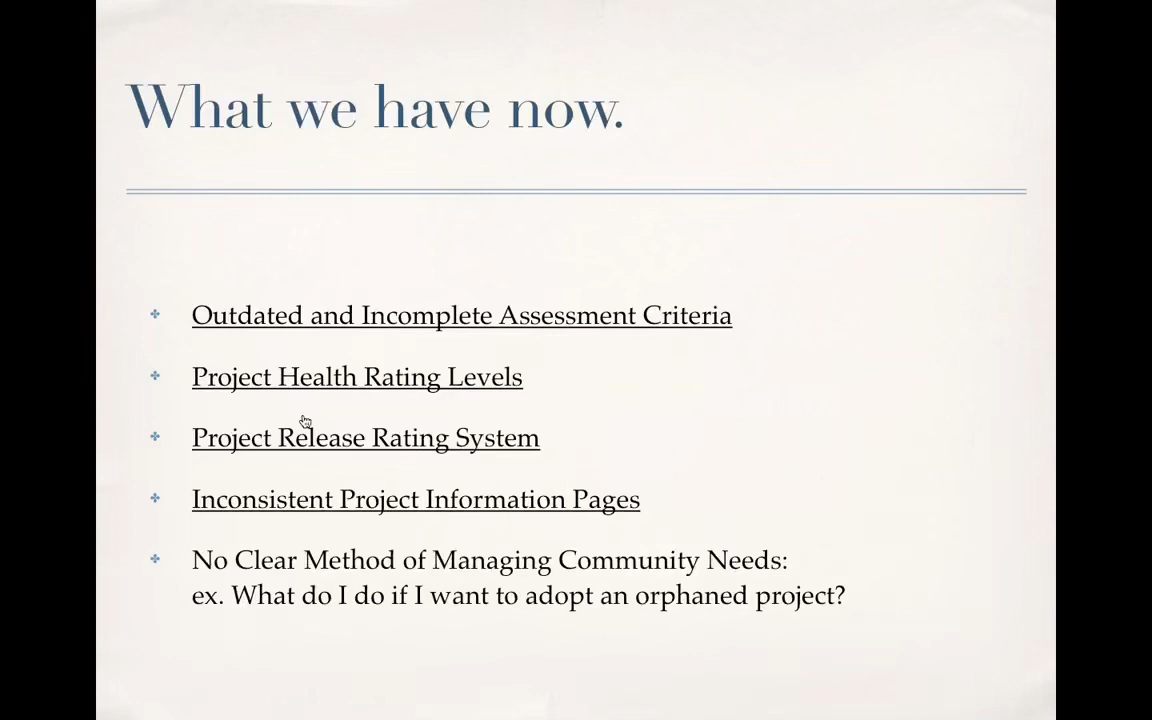 What we have now.
Outdated and Incomplete Assessment Criteria
Project Health Rating Levels
Project Release Rating System
Inconsistent Project Information Pages
No Clear Method of Managing Community Needs:
ex. What do I do if I want to adopt an orphaned project?